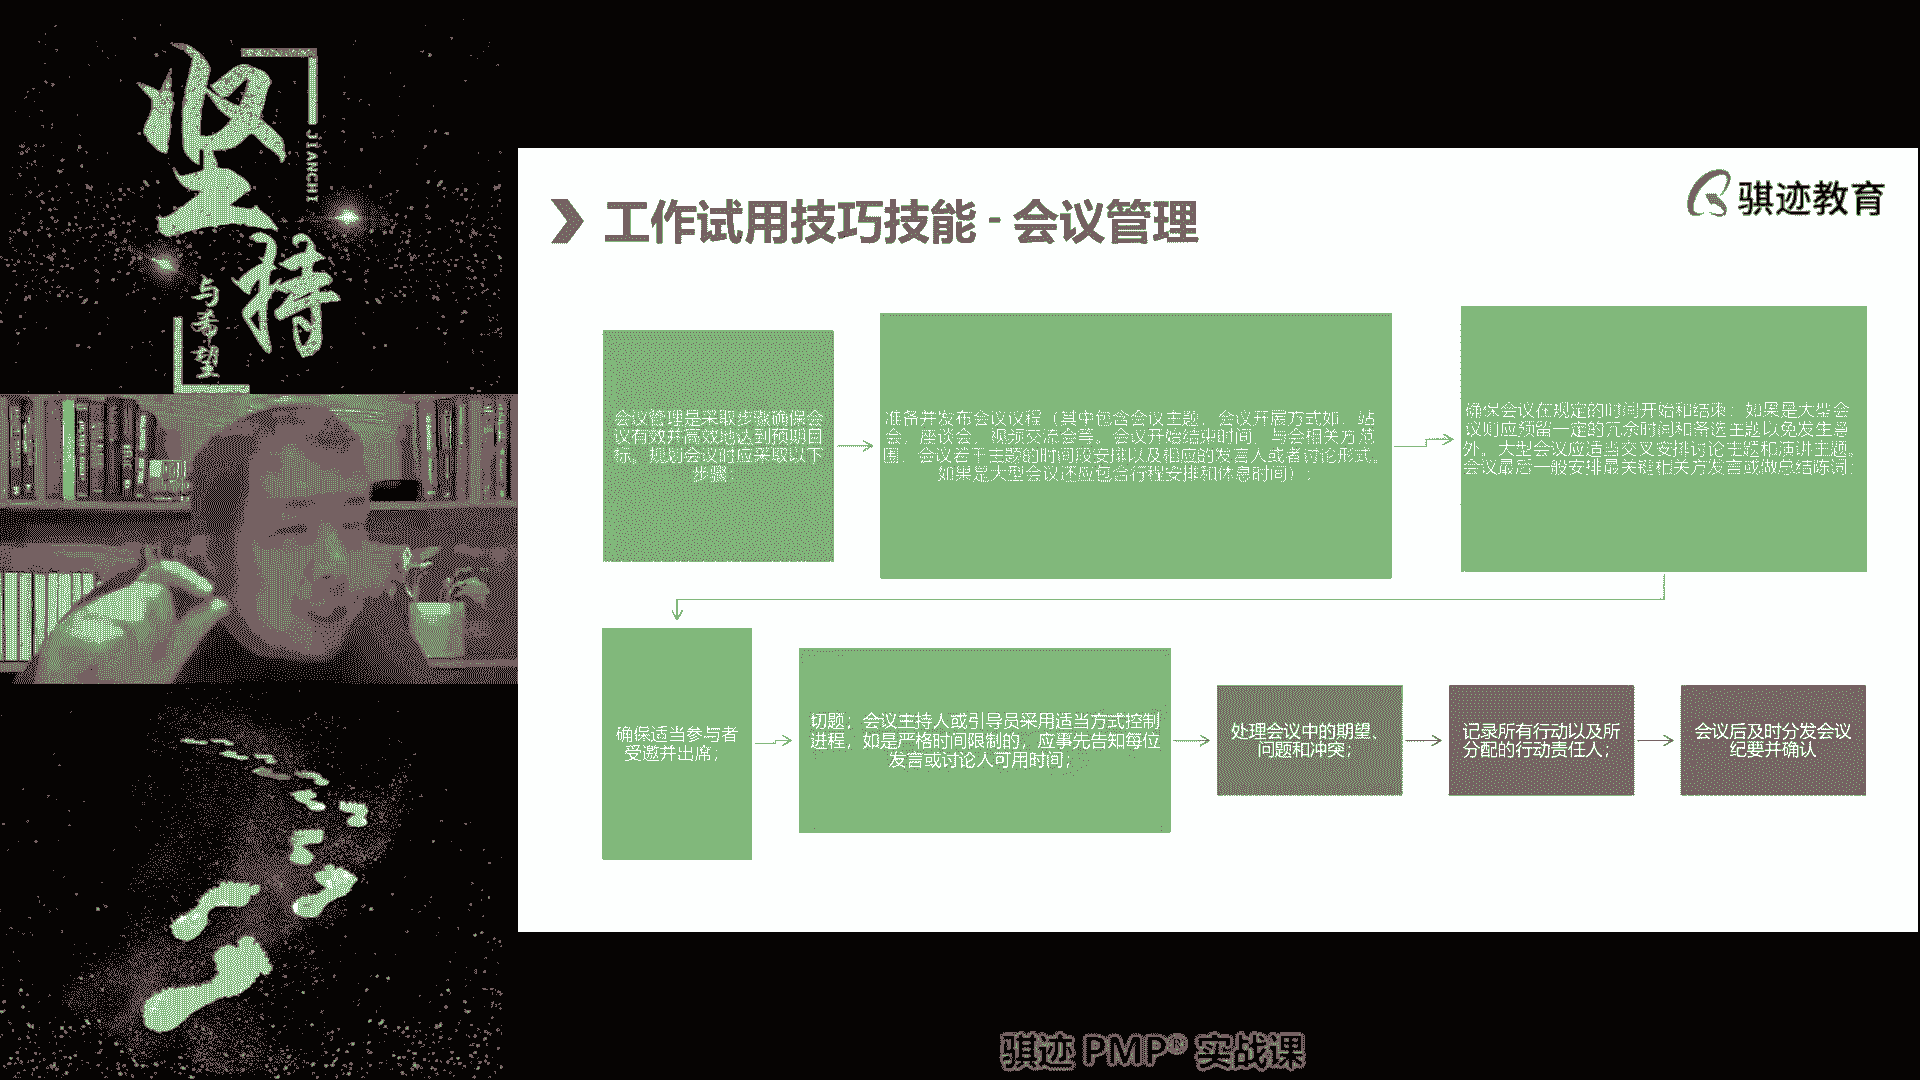 坚持
JIANCHI
与希望
骐迹教育
工作试用技巧技能 - 会议管理
会议管理是采取步骤确保会
议有效并高效地达到预期目
标。规划会议时应采取以下
步骤:
准备并发布会议议程（其中包含会议主题、会议开展方式如，站
会、座谈会、视频交流会等。会议开始结束时间，与会相关方范
围，会议若干主题的时间段安排以及相应的发言人或者讨论形式。
如果是大型会议还应包含行程安排和休息时间）;
确保会议在规定的时间开始和结束；如果是大型会
议则应预留一定的冗余时间和备选主题以免发生意
外。大型会议应适当交叉安排讨论主题和演讲主题。
会议最后一般安排最关键相关方发言或做总结陈词;
确保适当参与者
受邀并出席;
切题；会议主持人或引导员采用适当方式控制
进程，如是严格时间限制的，应事先告知每位
发言或讨论人可用时间;
处理会议中的期望、
问题和冲突;
记录所有行动以及所
分配的行动责任人;
会议后及时分发会议
纪要并确认
骐迹 PMP® 实战课